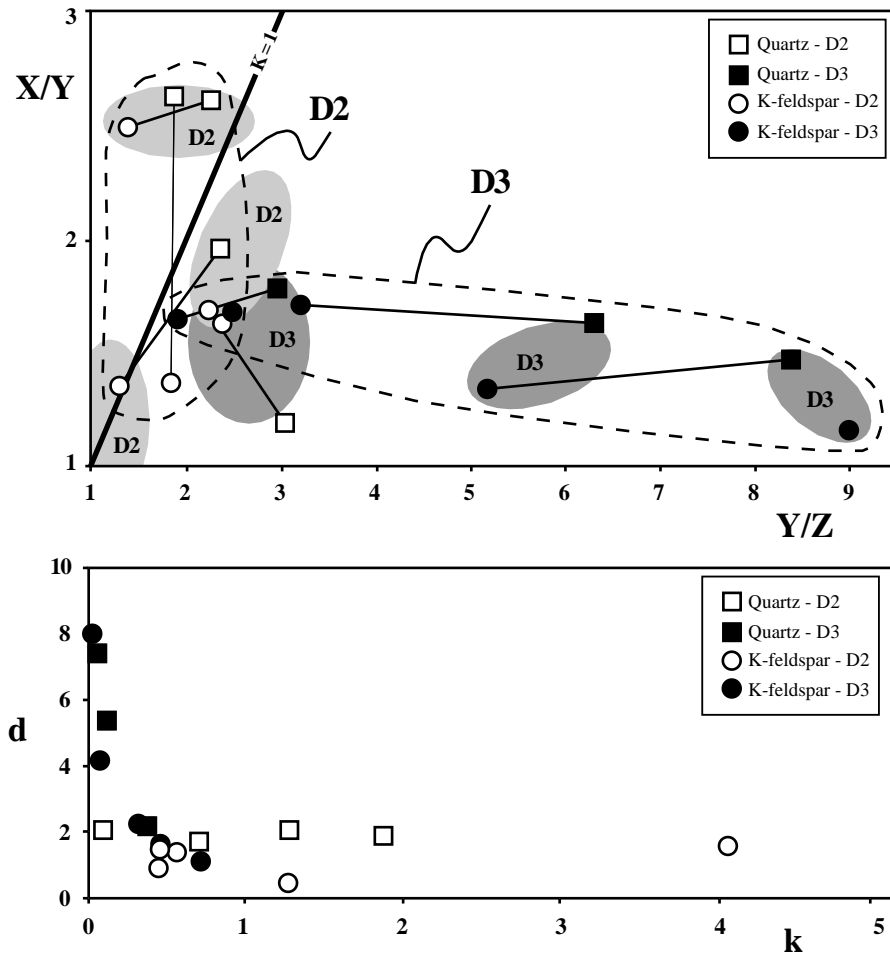 3
X/Y
K=1
D2
D2
D3
D2
2
D3
D3
D3
D2
1
1 2 3 4 5 6 7 8 9
Y/Z
Quartz - D2
Quartz - D3
K-feldspar - D2
K-feldspar - D3
10
8
6
d
4
2
0
0 1 2 3 4 5
k
Quartz - D2
Quartz - D3
K-feldspar - D2
K-feldspar - D3